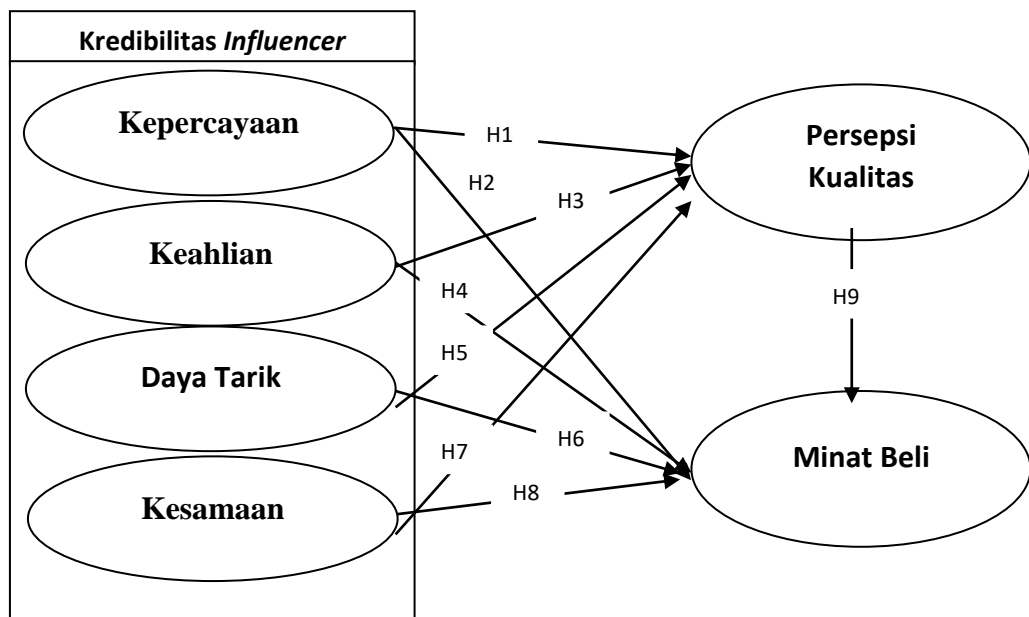 Kredibilitas Influencer
Kepercayaan
Keahlian
Daya Tarik
Kesamaan
H1
H2
H3
H4
H5
H6
H7
H8
Persepsi
Kualitas
H9
Minat Beli